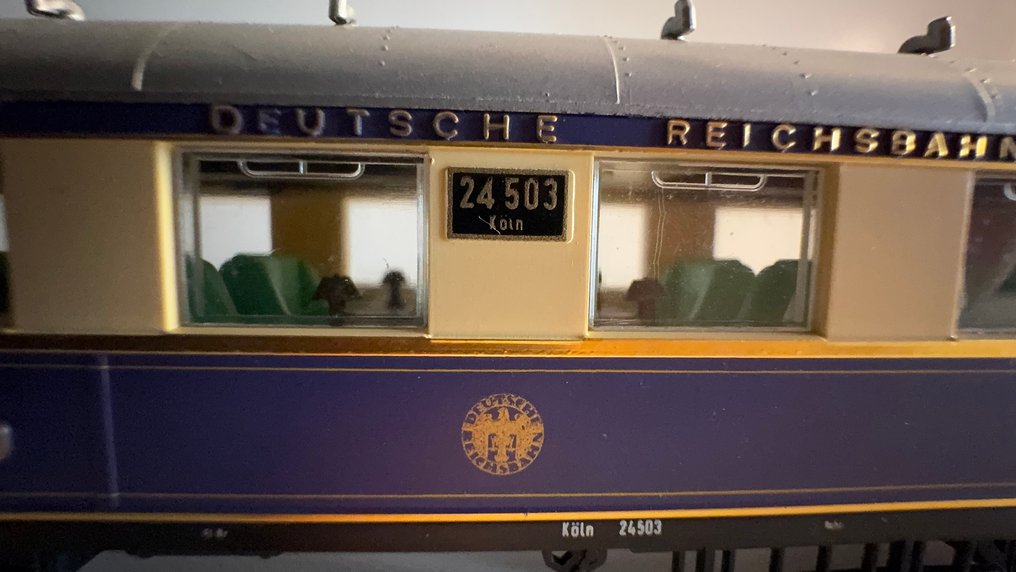 DEUTSCHE REICHSBAHN
24 503
Köln
Köln 24503